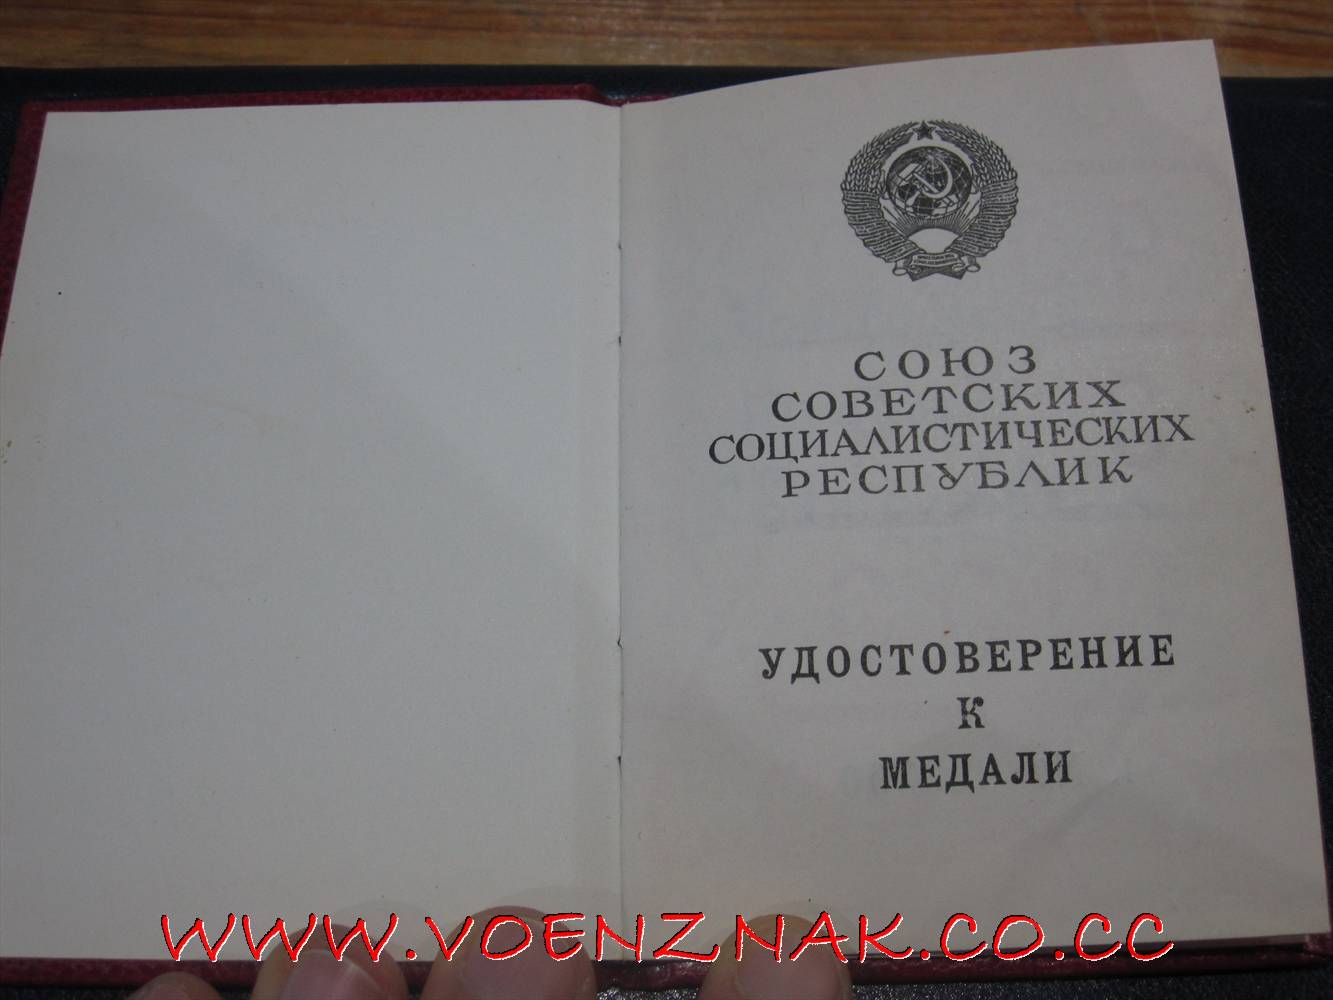 СОЮЗ
СОВЕТСКИХ
СОЦИАЛИСТИЧЕСКИХ
РЕСПУБЛИК
УДОСТОВЕРЕНИЕ
К
МЕДАЛИ
WWW.VOENZNAK.CO.CC